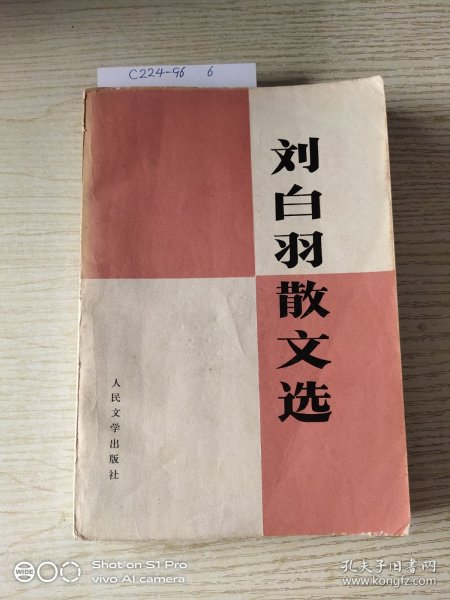 C224-96 6
刘白羽散文选
人民文学出版社
WIDE
Shot on S1 Pro
vivo AI camera
孔夫子旧书网
www.kongfz.com